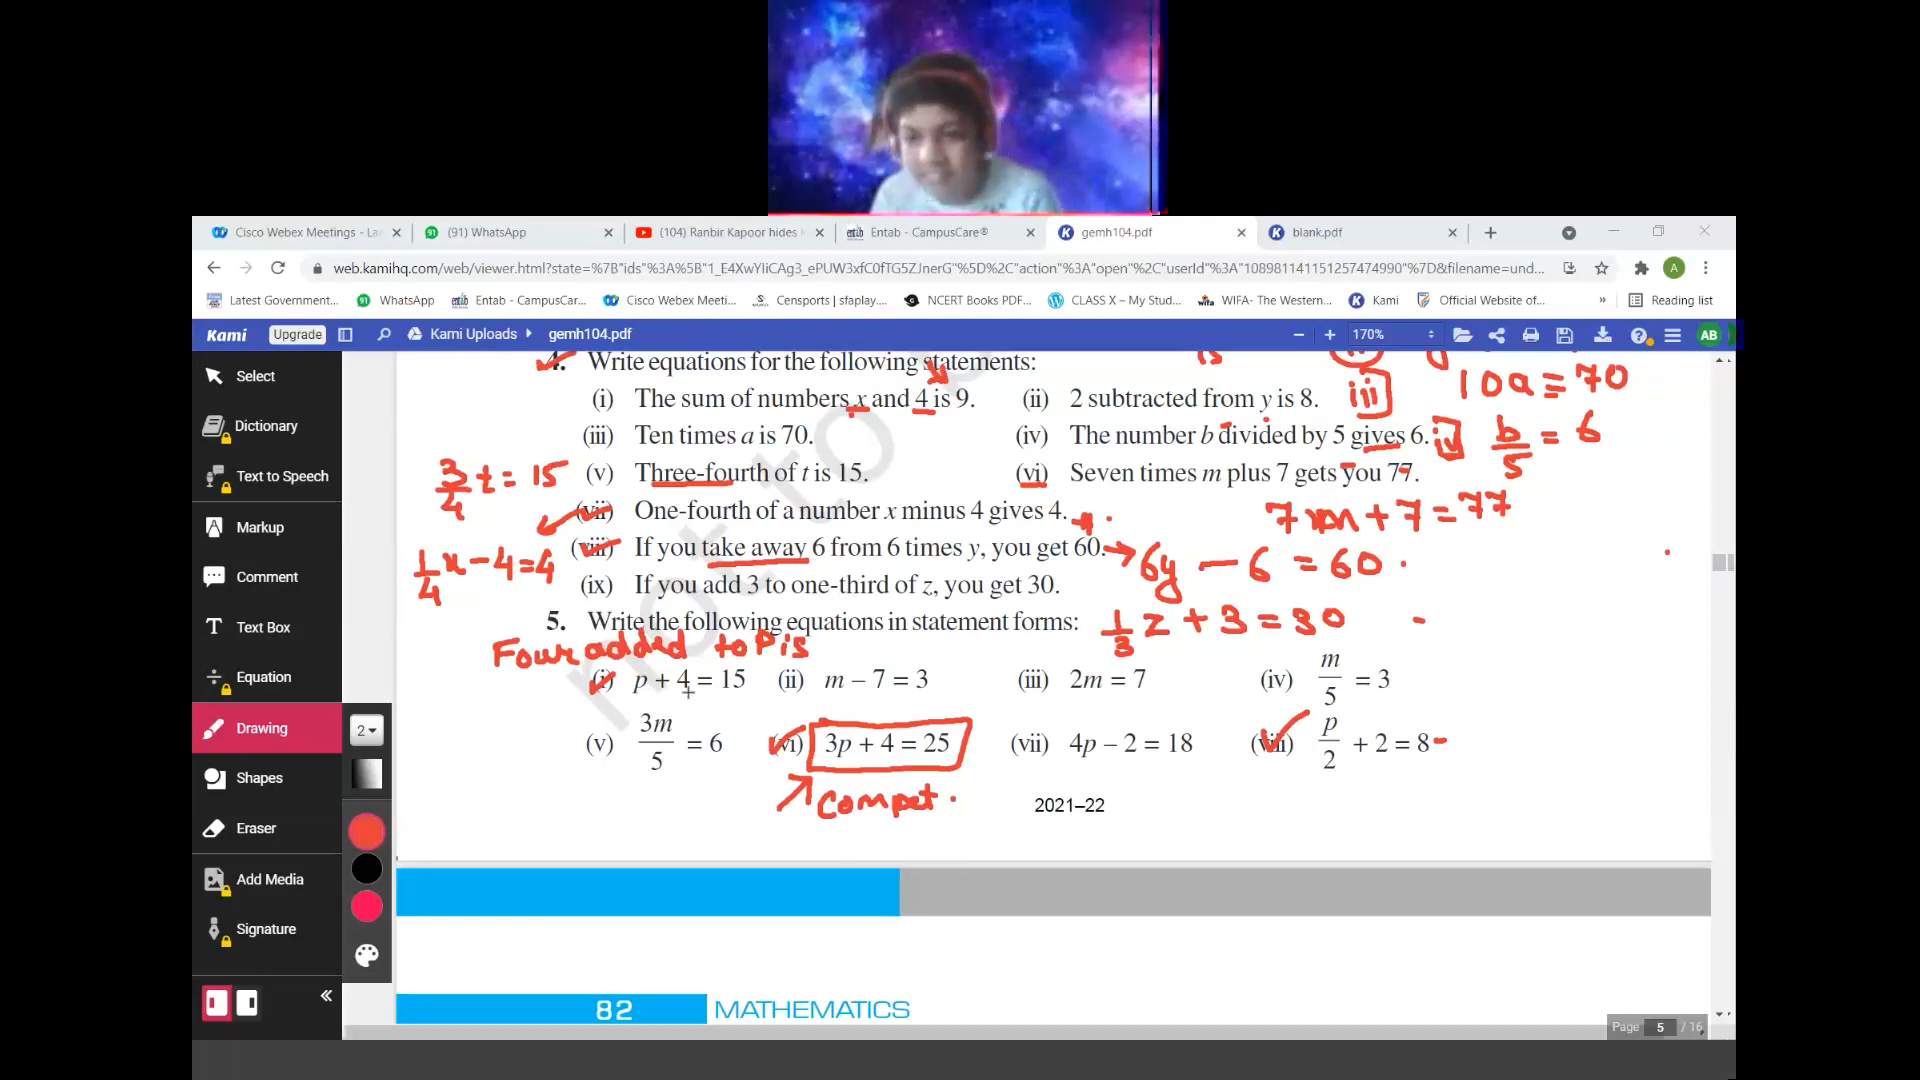 Cisco Webex Meetings - La
(91) WhatsApp
(104) Ranbir Kapoor hides
Entab - CampusCare®
gemh104.pdf
blank.pdf
web.kamihq.com/web/viewer.html?state=%7B"ids"%3A%5B"1_E4XwYIiCAg3_ePUW3xfC0fTG5ZJnerG"%5D%2C"action"%3A"open"%2C"userId"%3A"108981141151257474990"%7D&filename=und...
A
Latest Government...
WhatsApp
Entab - CampusCar...
Cisco Webex Meeti...
Censports | sfaplay....
NCERT Books PDF...
CLASS X – My Stud...
WIFA- The Western...
Kami
Official Website of...
»
Reading list
Kami
Upgrade
Kami Uploads
gemh104.pdf
170%
AB
Select
Dictionary
Text to Speech
Markup
Comment
Text Box
Equation
Drawing
Shapes
Eraser
Add Media
Signature
2
4. Write equations for the following statements:
(i) The sum of numbers x and 4 is 9. (ii) 2 subtracted from y is 8.
iii 10a = 70
(iii) Ten times a is 70. (iv) The number b divided by 5 gives 6.
iv b/5 = 6
3/4 t = 15
(v) Three-fourth of t is 15. (vi) Seven times m plus 7 gets you 77.
(vii) One-fourth of a number x minus 4 gives 4.
7m + 7 = 77
1/4 x - 4 = 4
(viii) If you take away 6 from 6 times y, you get 60.
6y - 6 = 60
(ix) If you add 3 to one-third of z, you get 30.
5. Write the following equations in statement forms:
1/3 z + 3 = 30
Four added to P is
(i) p + 4 = 15 (ii) m – 7 = 3 (iii) 2m = 7 (iv) m/5 = 3
(v) 3m/5 = 6 (vi) 3p + 4 = 25 (vii) 4p – 2 = 18 (viii) p/2 + 2 = 8
Compet.
2021–22
82 MATHEMATICS
Page 5 / 16
not to